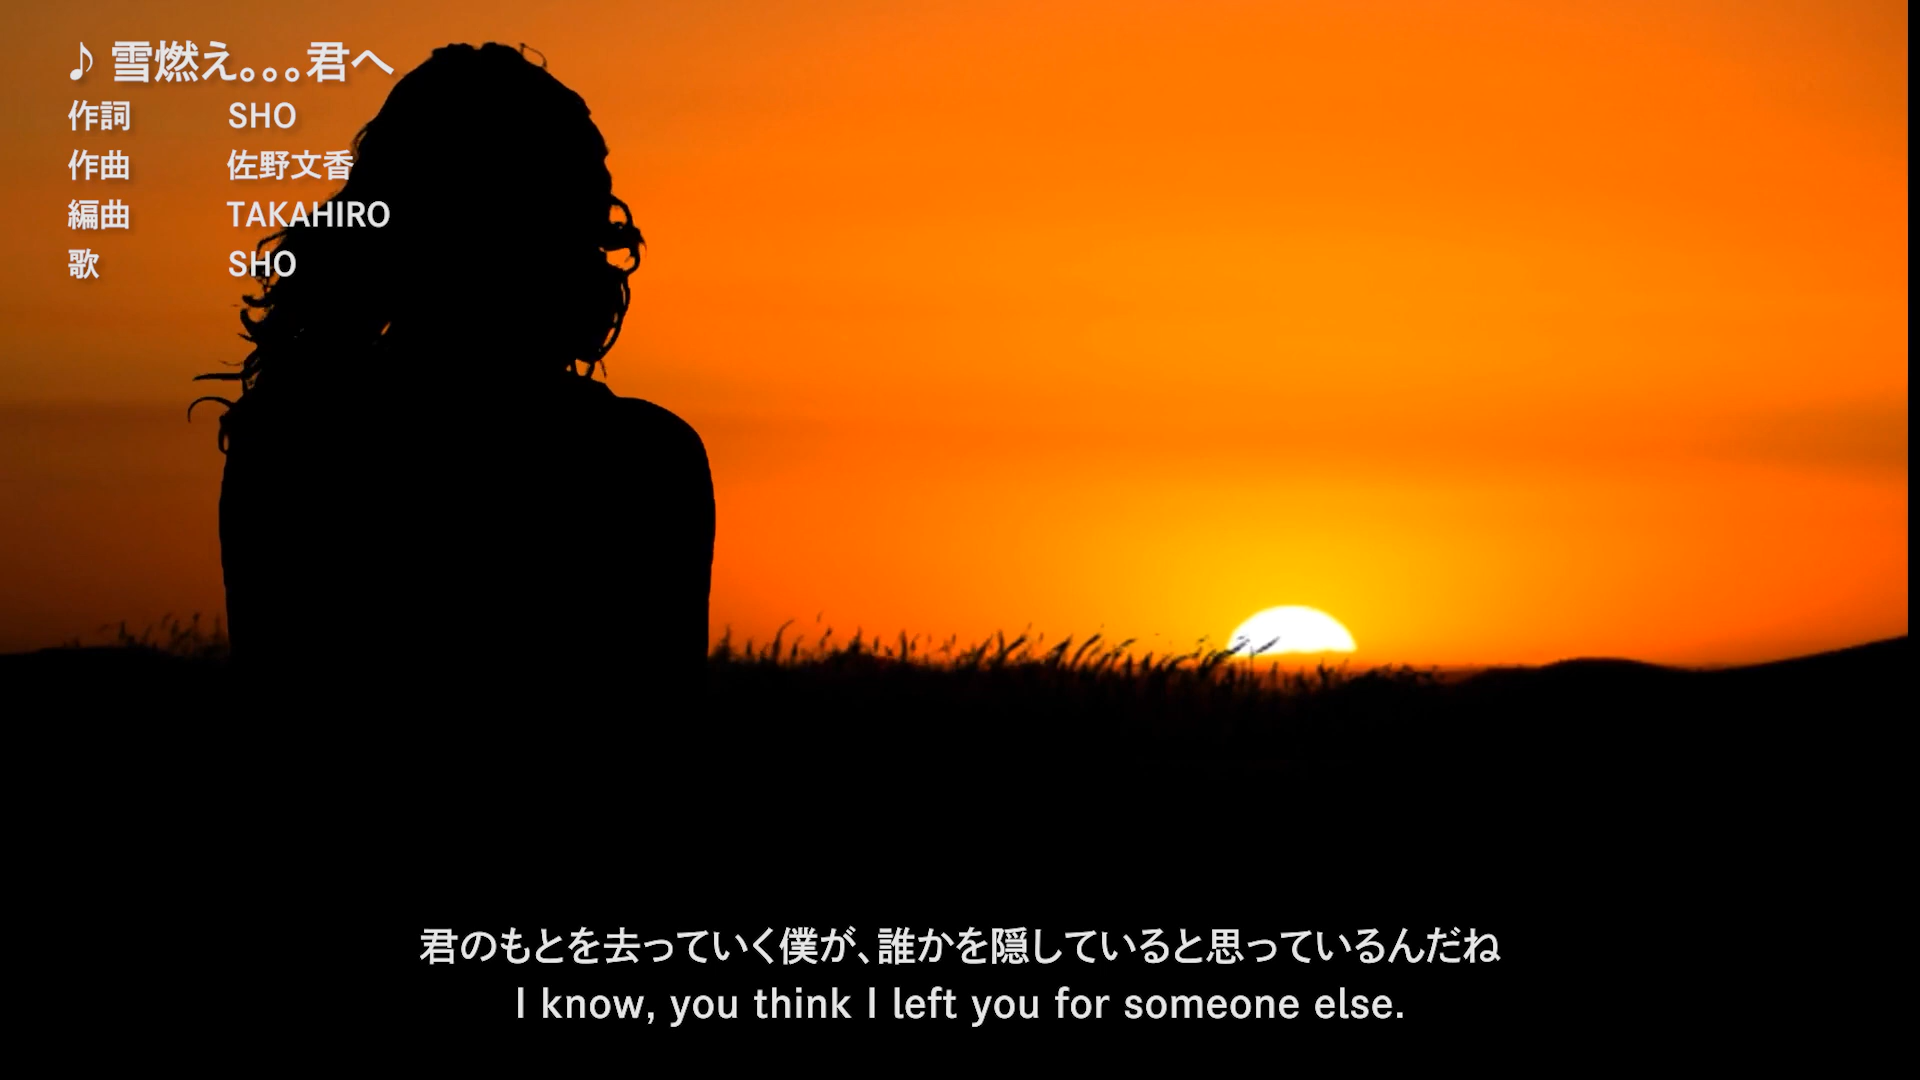 ♪ 雪燃え。。。君へ
作詞 SHO
作曲 佐野文香
編曲 TAKAHIRO
歌 SHO
君のもとを去っていく僕が、誰かを隠していると思っているんだね
I know, you think I left you for someone else.